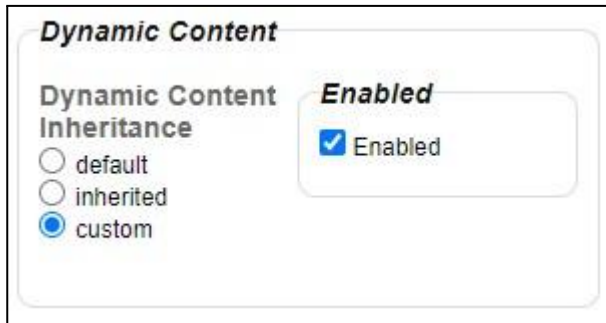 Dynamic Content
Dynamic Content
Inheritance
default
inherited
custom
Enabled
Enabled